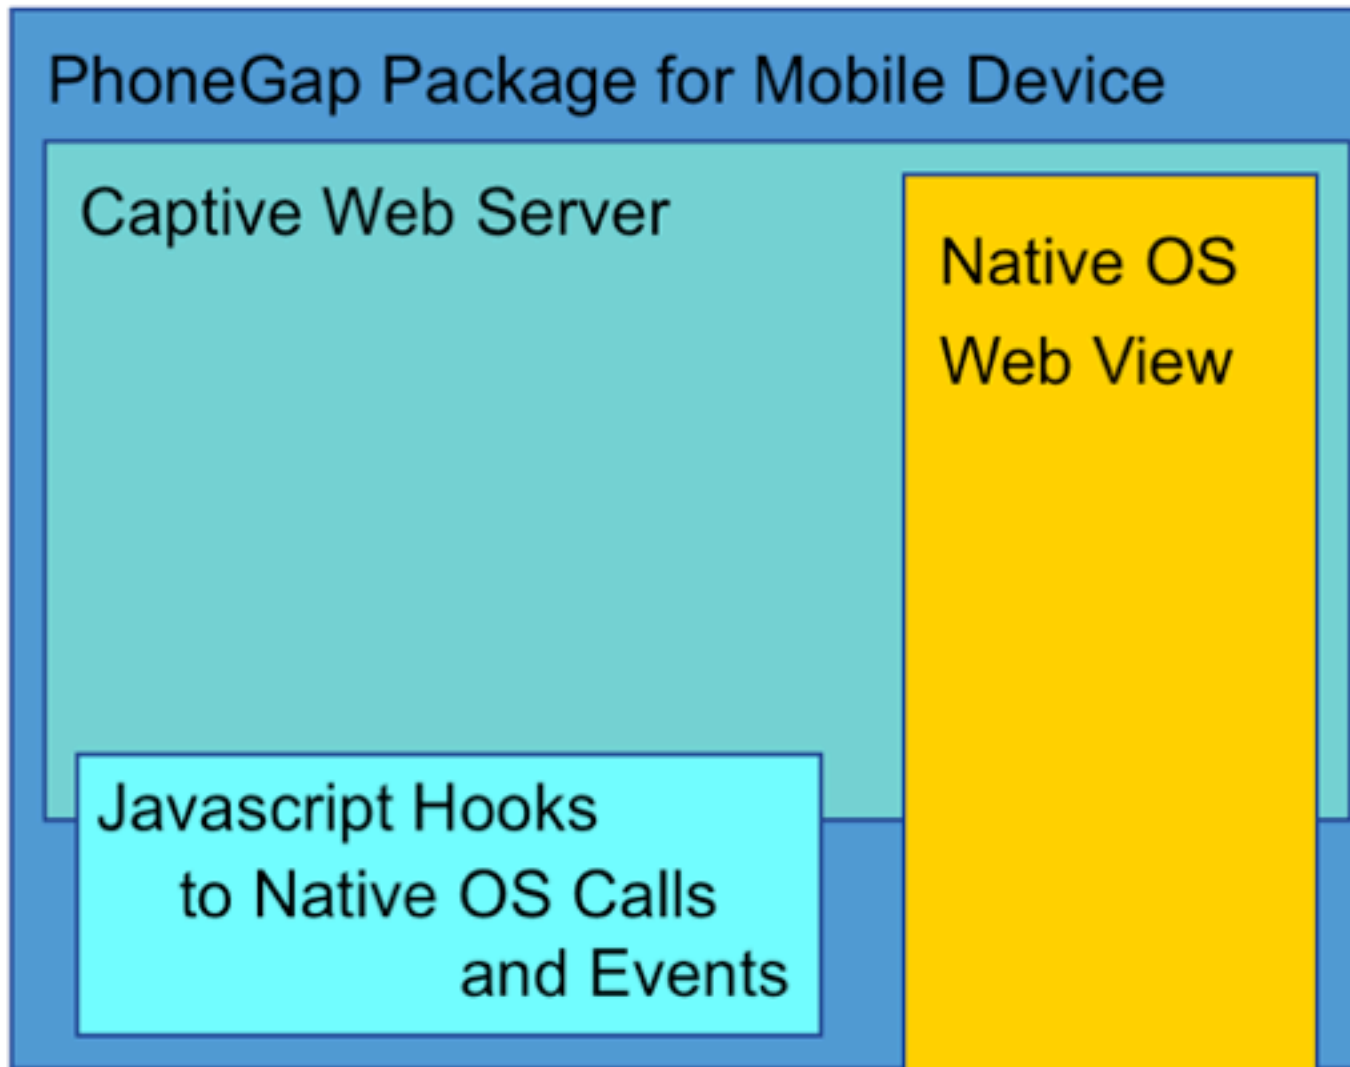 PhoneGap Package for Mobile Device
Captive Web Server
Native OS
Web View
Javascript Hooks
to Native OS Calls
and Events